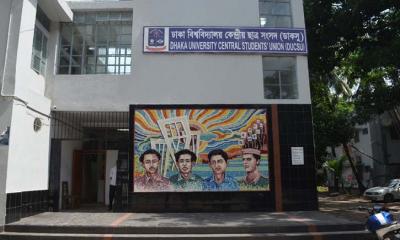 ঢাকা বিশ্ববিদ্যালয় কেন্দ্রীয় ছাত্র সংসদ (ডাকসু)
DHAKA UNIVERSITY CENTRAL STUDENTS' UNION (DUCSU)